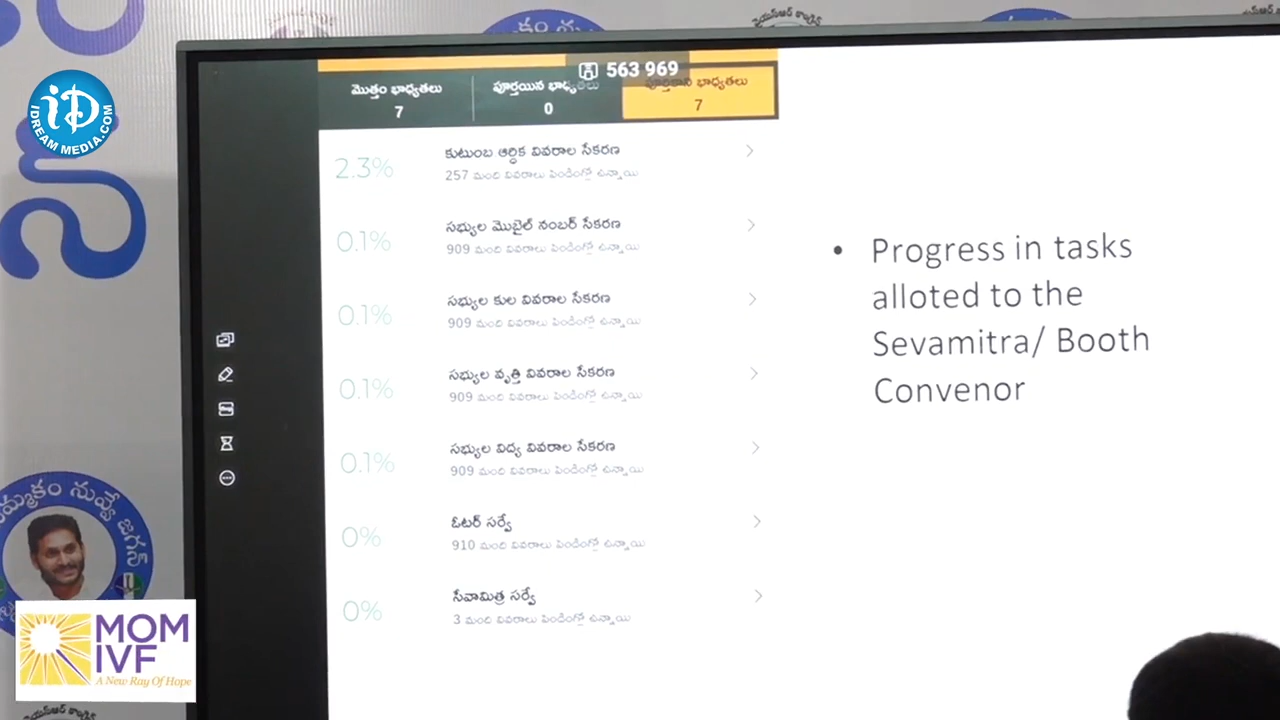 563 969
మొత్తం భాధ్యతలు
7
పూర్తయిన భాధ్యతలు
0
పూర్తికాని భాధ్యతలు
7
2.3%
కుటుంబ ఆర్ధిక వివరాల సేకరణ
257 మంది వివరాలు పెండింగ్లో ఉన్నాయి
0.1%
సభ్యుల మొబైల్ నంబర్ సేకరణ
909 మంది వివరాలు పెండింగ్లో ఉన్నాయి
0.1%
సభ్యుల కుల వివరాల సేకరణ
909 మంది వివరాలు పెండింగ్లో ఉన్నాయి
0.1%
సభ్యుల వృత్తి వివరాల సేకరణ
909 మంది వివరాలు పెండింగ్లో ఉన్నాయి
0.1%
సభ్యుల విద్య వివరాల సేకరణ
909 మంది వివరాలు పెండింగ్లో ఉన్నాయి
0%
ఓటర్ సర్వే
910 మంది వివరాలు పెండింగ్లో ఉన్నాయి
0%
సేవామిత్ర సర్వే
3 మంది వివరాలు పెండింగ్లో ఉన్నాయి
• Progress in tasks
alloted to the
Sevamitra/ Booth
Convenor
iD
IDREAM MEDIA.COM
నువ్వే జగన్
MOM
IVF
A New Ray Of Hope